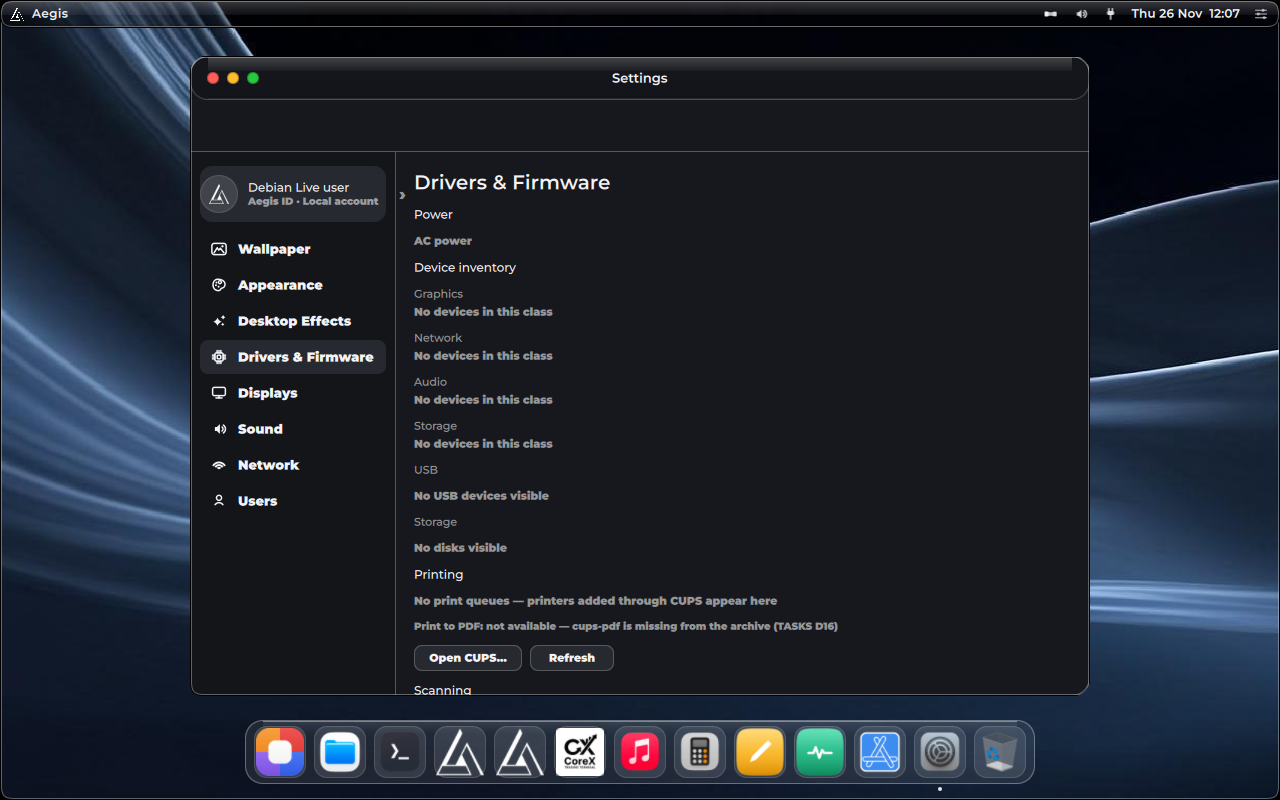 Aegis
Thu 26 Nov 12:07
Settings
Debian Live user
Aegis ID • Local account
Wallpaper
Appearance
Desktop Effects
Drivers & Firmware
Displays
Sound
Network
Users
Drivers & Firmware
Power
AC power
Device inventory
Graphics
No devices in this class
Network
No devices in this class
Audio
No devices in this class
Storage
No devices in this class
USB
No USB devices visible
Storage
No disks visible
Printing
No print queues — printers added through CUPS appear here
Print to PDF: not available — cups-pdf is missing from the archive (TASKS D16)
Open CUPS...
Refresh
Scanning
CX
CoreX